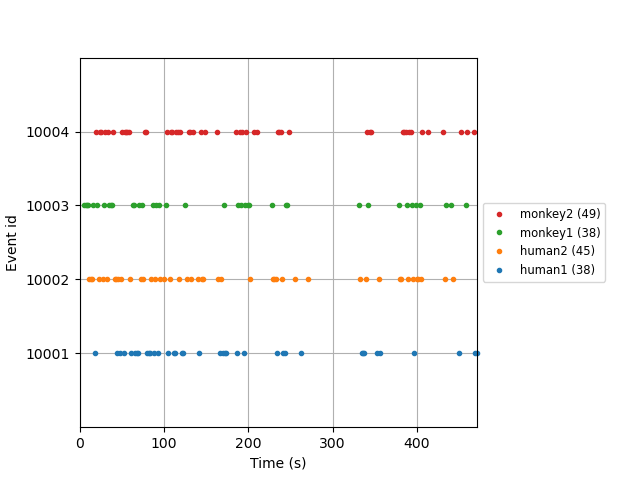 10004
10003
10002
10001
Event id
0 100 200 300 400
Time (s)
monkey2 (49)
monkey1 (38)
human2 (45)
human1 (38)